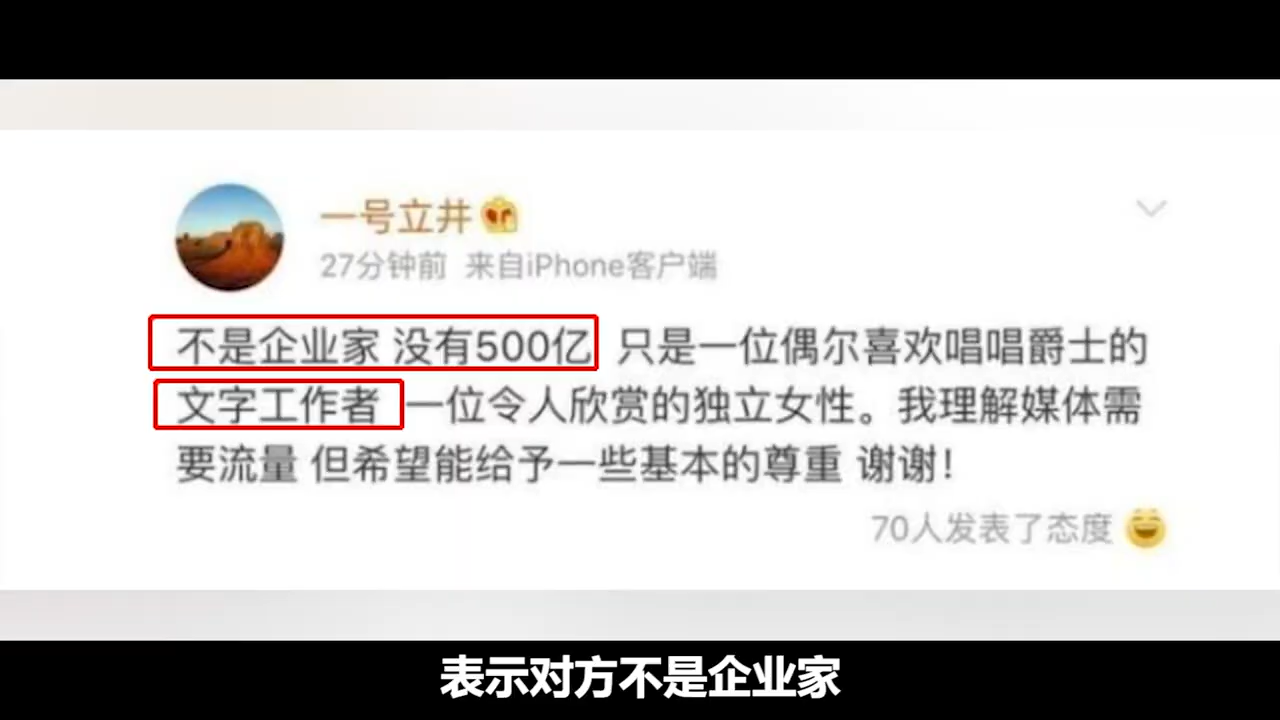 一号立井
27分钟前 来自iPhone客户端
不是企业家 没有500亿 只是一位偶尔喜欢唱唱爵士的
文字工作者 一位令人欣赏的独立女性。我理解媒体需
要流量 但希望能给予一些基本的尊重 谢谢！
70人发表了态度
表示对方不是企业家